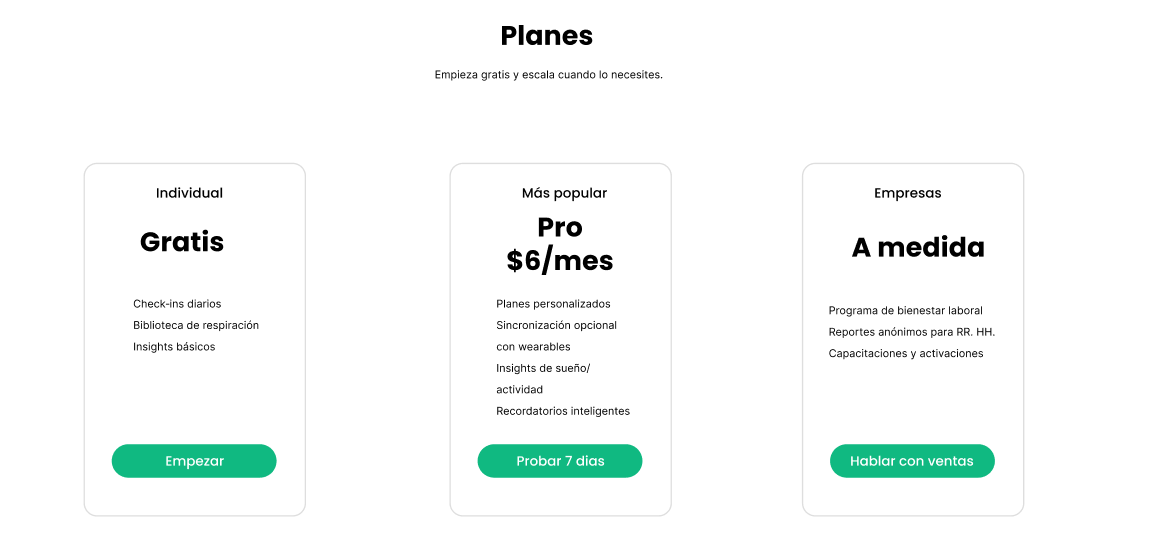 Planes
Empieza gratis y escala cuando lo necesites.
Individual
Gratis
Check-ins diarios
Biblioteca de respiración
Insights básicos
Empezar
Más popular
Pro
$6/mes
Planes personalizados
Sincronización opcional
con wearables
Insights de sueño/
actividad
Recordatorios inteligentes
Probar 7 dias
Empresas
A medida
Programa de bienestar laboral
Reportes anónimos para RR. HH.
Capacitaciones y activaciones
Hablar con ventas